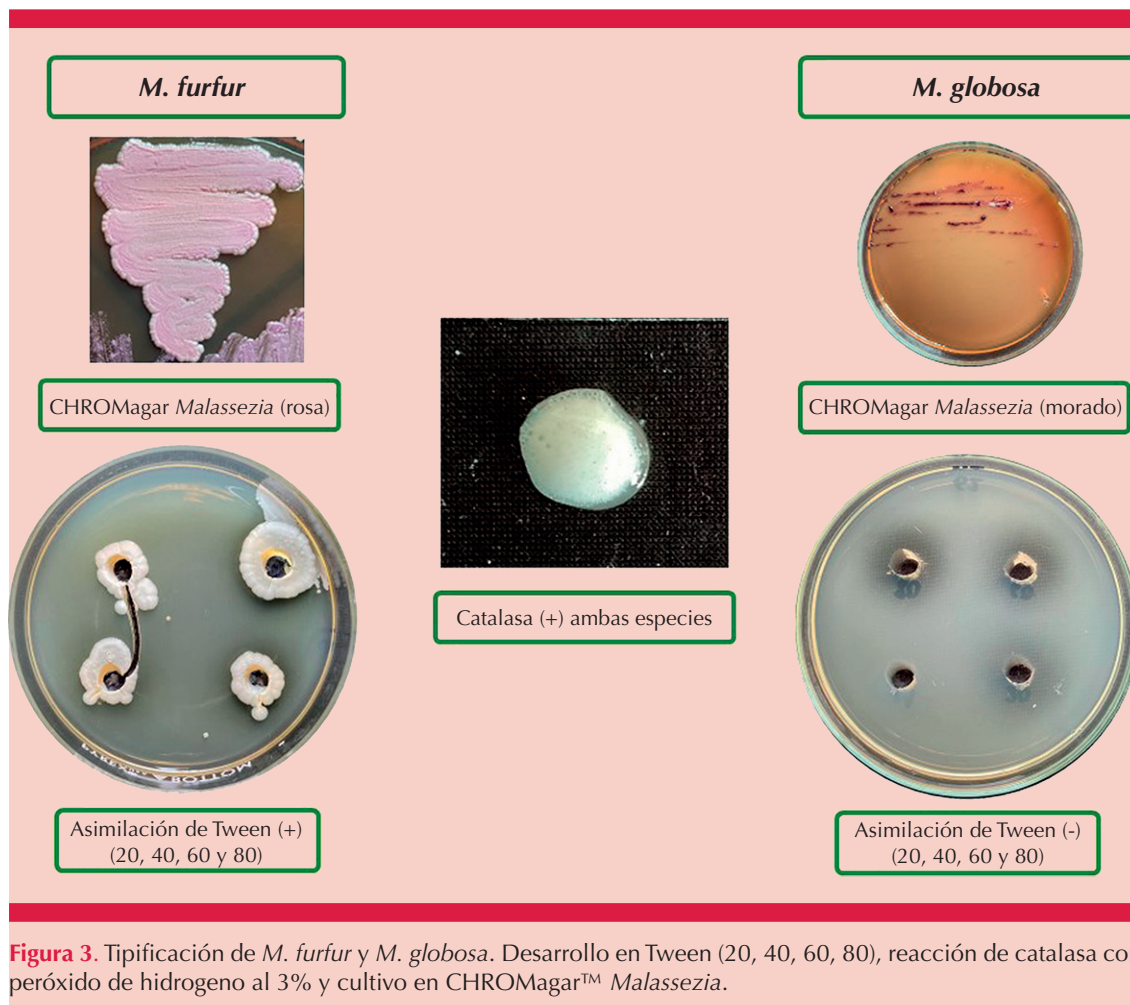 M. furfur
M. globosa
CHROMagar Malassezia (rosa)
CHROMagar Malassezia (morado)
Catalasa (+) ambas especies
Asimilación de Tween (+)
(20, 40, 60 y 80)
Asimilación de Tween (-)
(20, 40, 60 y 80)
Figura 3. Tipificación de M. furfur y M. globosa. Desarrollo en Tween (20, 40, 60, 80), reacción de catalasa co
peróxido de hidrogeno al 3% y cultivo en CHROMagar™ Malassezia.